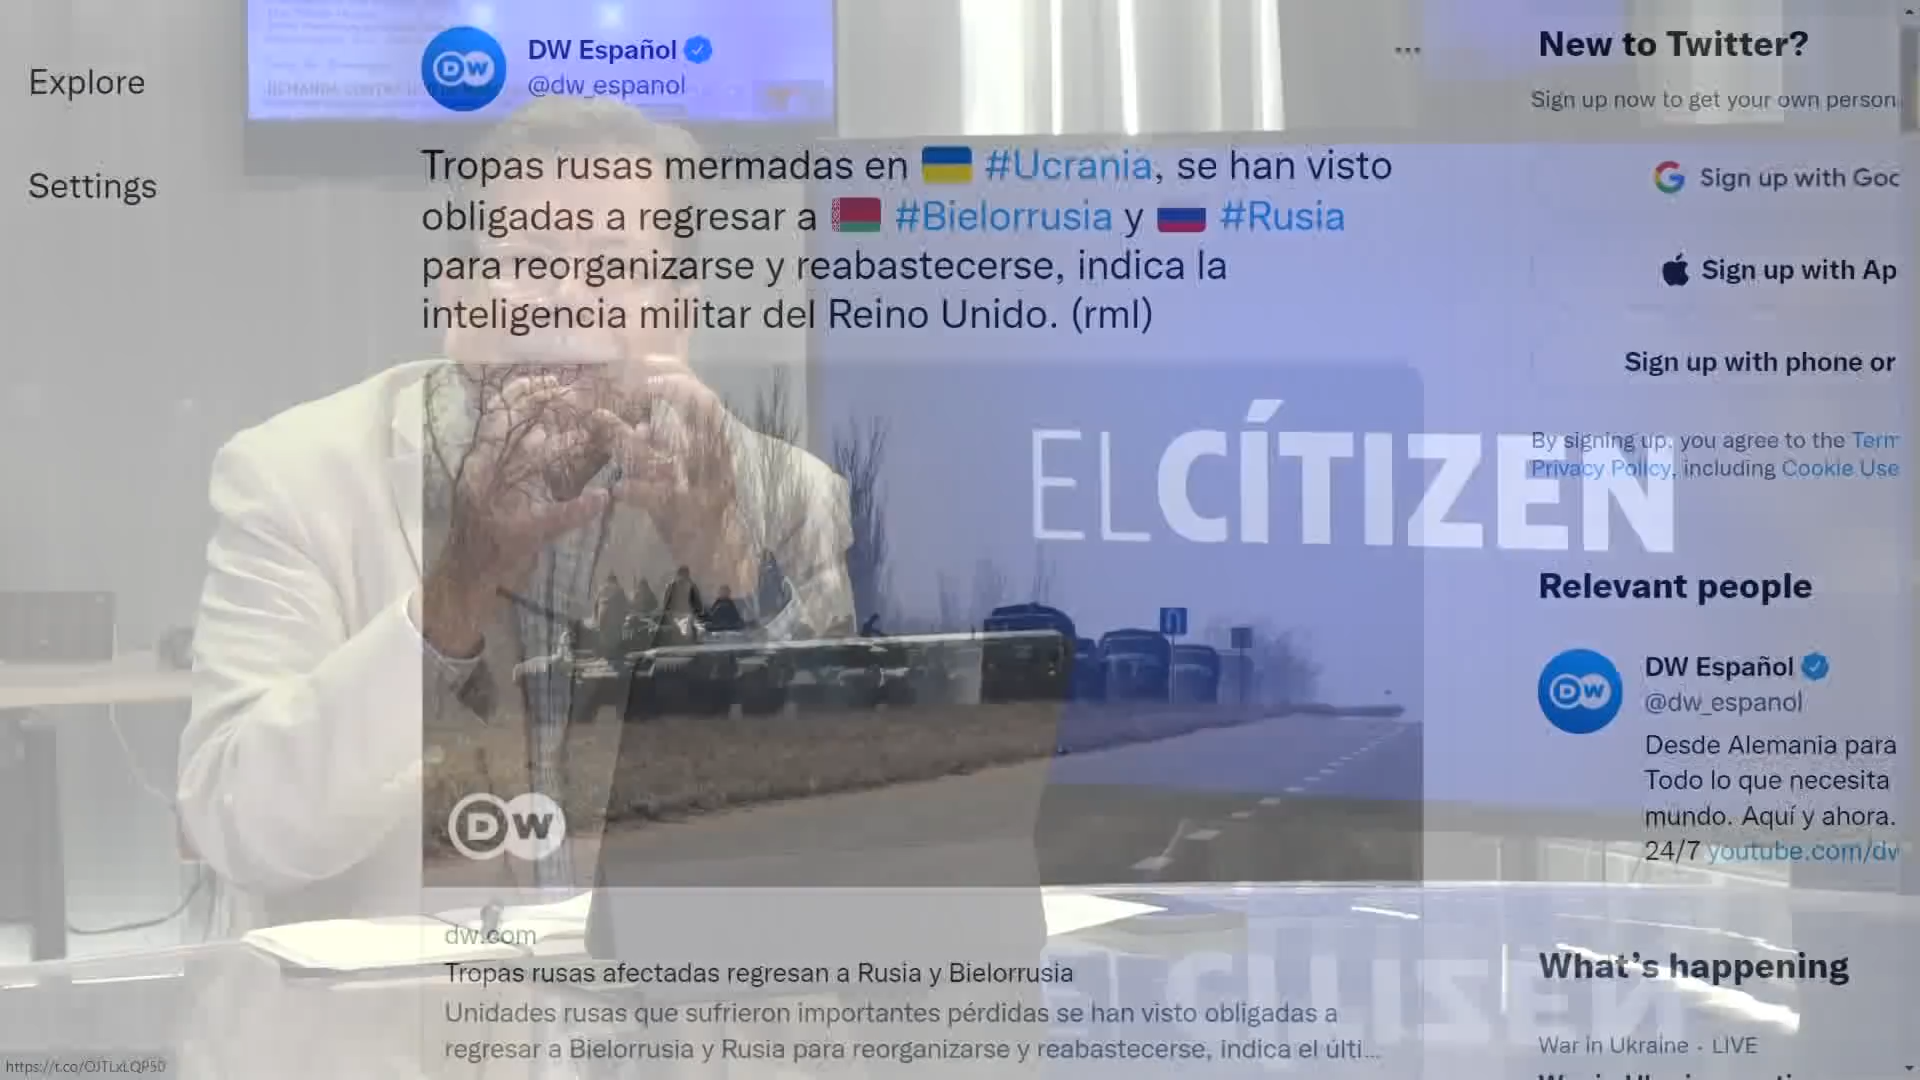 Explore
Settings
DW Español
@dw_espanol
Tropas rusas mermadas en #Ucrania, se han visto
obligadas a regresar a #Bielorrusia y #Rusia
para reorganizarse y reabastecerse, indica la
inteligencia militar del Reino Unido. (rml)
EL CÍTIZEN
DW
dw.com
Tropas rusas afectadas regresan a Rusia y Bielorrusia
Unidades rusas que sufrieron importantes pérdidas se han visto obligadas a
regresar a Bielorrusia y Rusia para reorganizarse y reabastecerse, indica el últi...
https://t.co/OJTLxLQP50
New to Twitter?
Sign up now to get your own person
Sign up with Goo
Sign up with Ap
Sign up with phone or
By signing up, you agree to the Term
Privacy Policy, including Cookie Use
Relevant people
DW Español
@dw_espanol
Desde Alemania para
Todo lo que necesita
mundo. Aquí y ahora.
24/7 youtube.com/dw
What's happening
War in Ukraine · LIVE